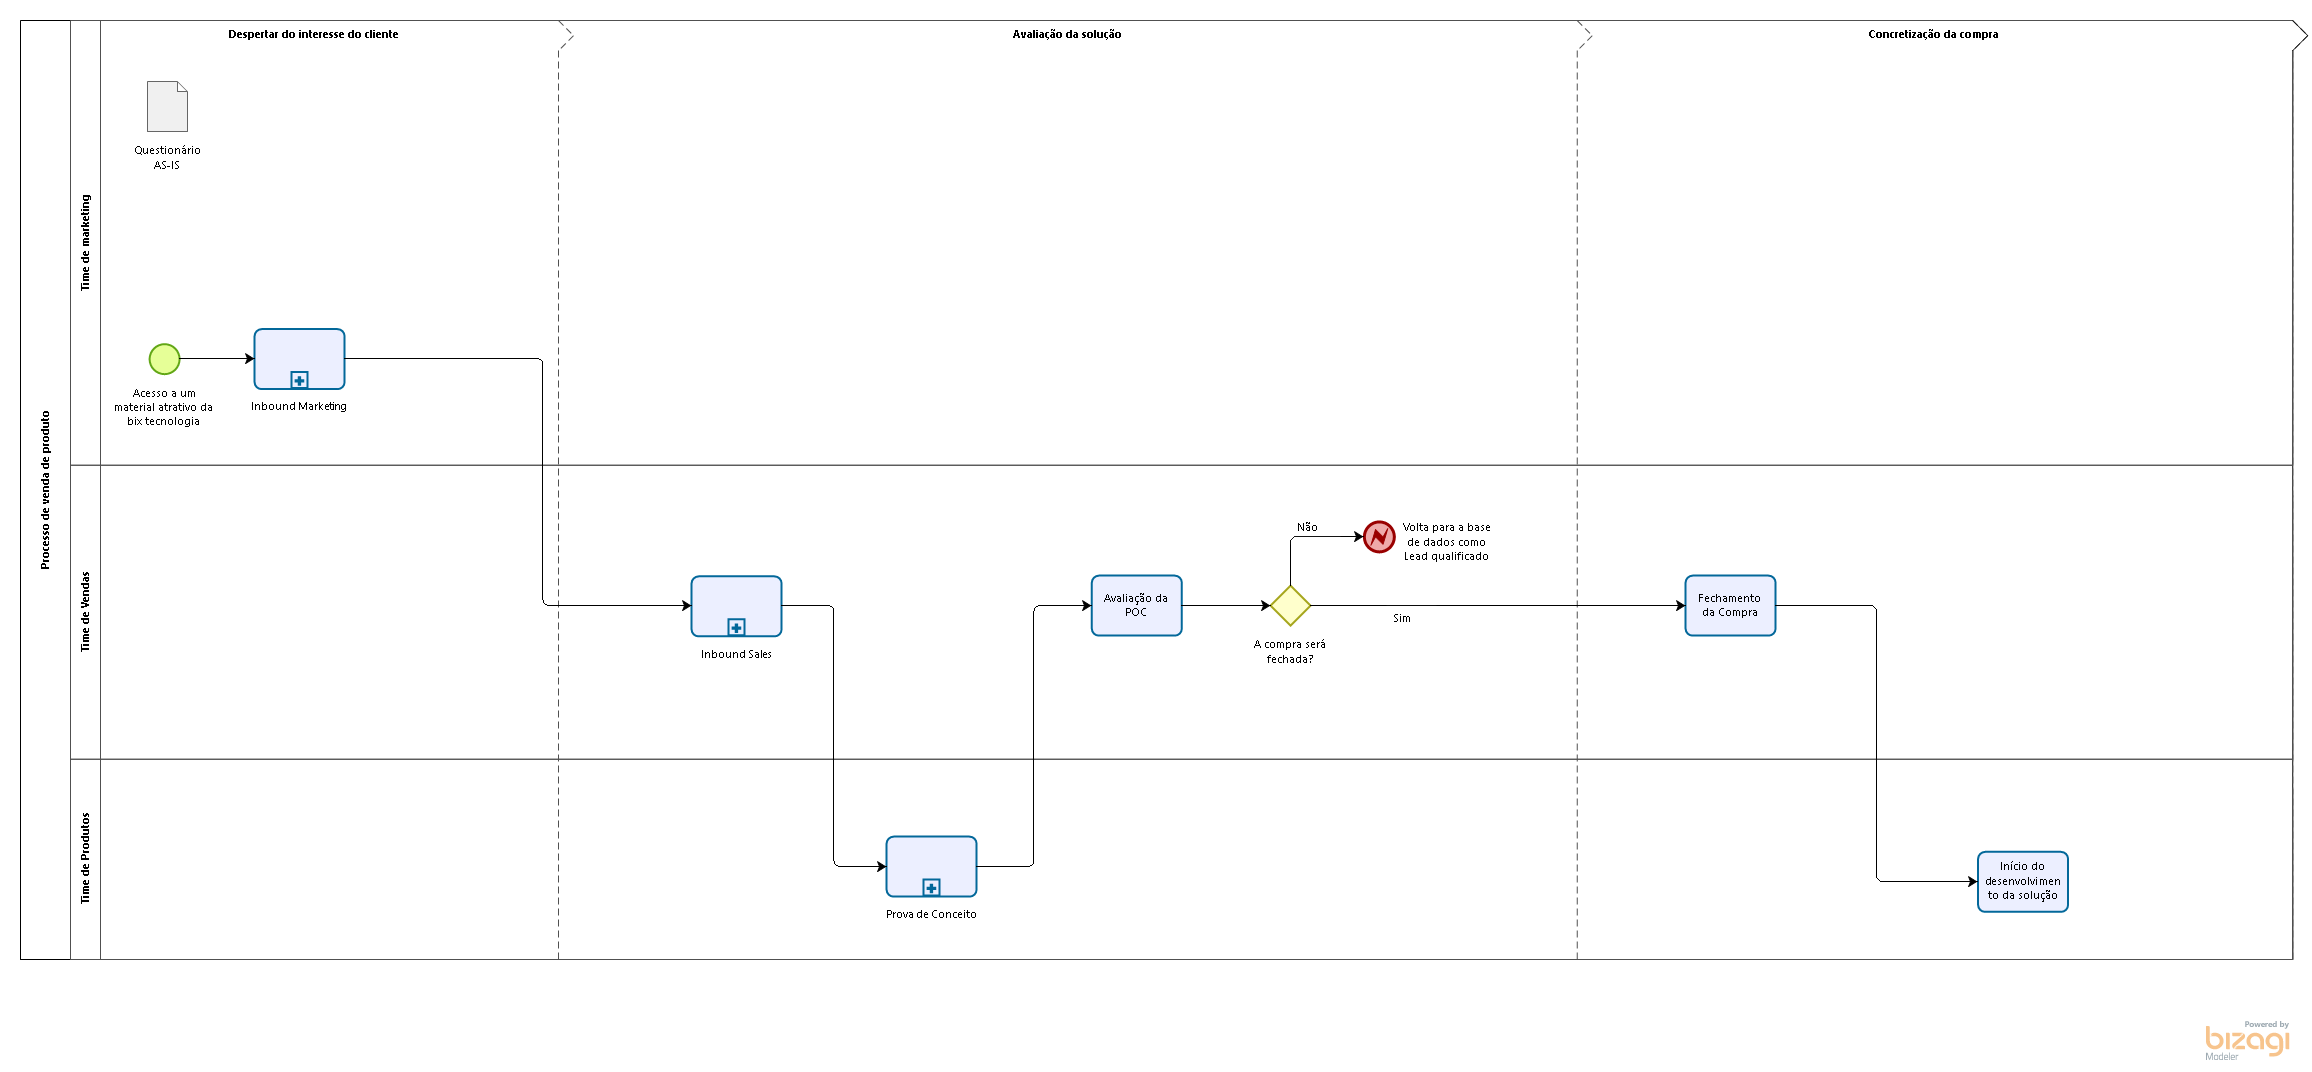 Despertar do interesse do cliente
Avaliação da solução
Concretização da compra
Processo de venda de produto
Time de marketing
Questionário
AS-IS
Acesso a um
material atrativo da
bix tecnologia
Inbound Marketing
Time de Vendas
Inbound Sales
Avaliação da
POC
A compra será
fechada?
Não
Volta para a base
de dados como
Lead qualificado
Sim
Fechamento
da Compra
Time de Produtos
Prova de Conceito
Início do
desenvolvimen
to da solução
Powered by
bizagi
Modeler